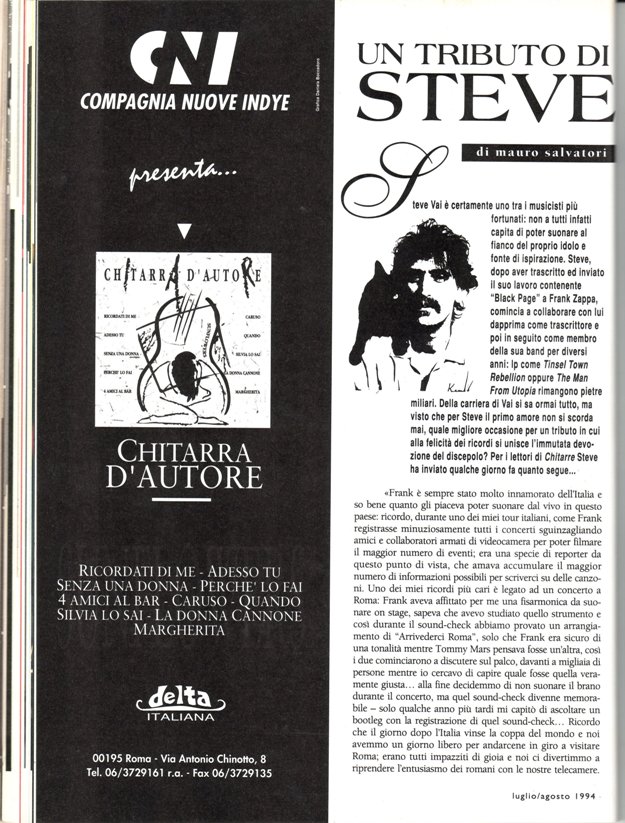 CNI
COMPAGNIA NUOVE INDYE
Grafica Daniela Boccadoro
presenta...
CHITARRA D'AUTORE
RICORDATI DI ME
ADESSO TU
SENZA UNA DONNA
PERCHE' LO FAI
4 AMICI AL BAR
CARUSO
QUANDO
SILVIA LO SAI
LA DONNA CANNONE
MARGHERITA
CHITARRA
D'AUTORE
RICORDATI DI ME - ADESSO TU
SENZA UNA DONNA - PERCHE' LO FAI
4 AMICI AL BAR - CARUSO - QUANDO
SILVIA LO SAI - LA DONNA CANNONE
MARGHERITA
delta
ITALIANA
00195 Roma - Via Antonio Chinotto, 8
Tel. 06/3729161 r.a. - Fax 06/3729135
UN TRIBUTO DI
STEVE
di mauro salvatori
Steve Vai è certamente uno tra i musicisti più
fortunati: non a tutti infatti
capita di poter suonare al
fianco del proprio idolo e
fonte di ispirazione. Steve,
dopo aver trascritto ed inviato
il suo lavoro contenente
“Black Page” a Frank Zappa,
comincia a collaborare con lui
dapprima come trascrittore e
poi in seguito come membro
della sua band per diversi
anni: lp come Tinsel Town
Rebellion oppure The Man
From Utopia rimangono pietre
miliari. Della carriera di Vai si sa ormai tutto, ma
visto che per Steve il primo amore non si scorda
mai, quale migliore occasione per un tributo in cui
alla felicità dei ricordi si unisce l'immutata devo-
zione del discepolo? Per i lettori di Chitarre Steve
ha inviato qualche giorno fa quanto segue...
«Frank è sempre stato molto innamorato dell'Italia e
so bene quanto gli piaceva poter suonare dal vivo in questo
paese: ricordo, durante uno dei miei tour italiani, come Frank
registrasse minuziosamente tutti i concerti sguinzagliando
amici e collaboratori armati di videocamera per poter filmare
il maggior numero di eventi; era una specie di reporter da
questo punto di vista, che amava accumulare il maggior
numero di informazioni possibili per scriverci su delle canzo-
ni. Uno dei miei ricordi più cari è legato ad un concerto a
Roma: Frank aveva affittato per me una fisarmonica da suo-
nare on stage, sapeva che avevo studiato quello strumento e
così durante il sound-check abbiamo provato un arrangia-
mento di “Arrivederci Roma”, solo che Frank era sicuro di
una tonalità mentre Tommy Mars pensava fosse un'altra, così
i due cominciarono a discutere sul palco, davanti a migliaia di
persone mentre io cercavo di capire quale fosse quella vera-
mente giusta… alla fine decidemmo di non suonare il brano
durante il concerto, ma quel sound-check divenne memora-
bile – solo qualche anno più tardi mi capitò di ascoltare un
bootleg con la registrazione di quel sound-check… Ricordo
che il giorno dopo l'Italia vinse la coppa del mondo e noi
avemmo un giorno libero per andarcene in giro a visitare
Roma; erano tutti impazziti di gioia e noi ci divertimmo a
riprendere l'entusiasmo dei romani con le nostre telecamere.
luglio/agosto 1994